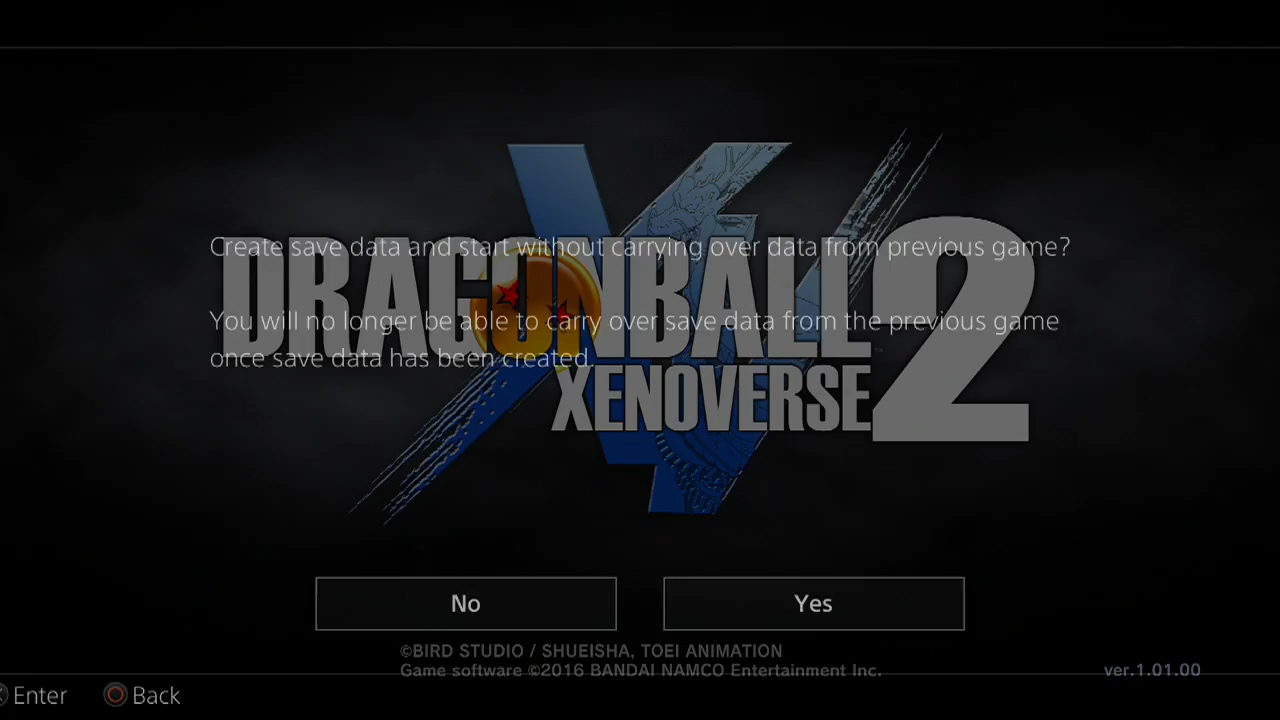 Create save data and start without carrying over data from previous game?
DRAGONBALL
2
You will no longer be able to carry over save data from the previous game
once save data has been created.
XENOVERSE
No
Yes
©BIRD STUDIO / SHUEISHA, TOEI ANIMATION
Game software ©2016 BANDAI NAMCO Entertainment Inc.
ver.1.01.00
Enter
Back